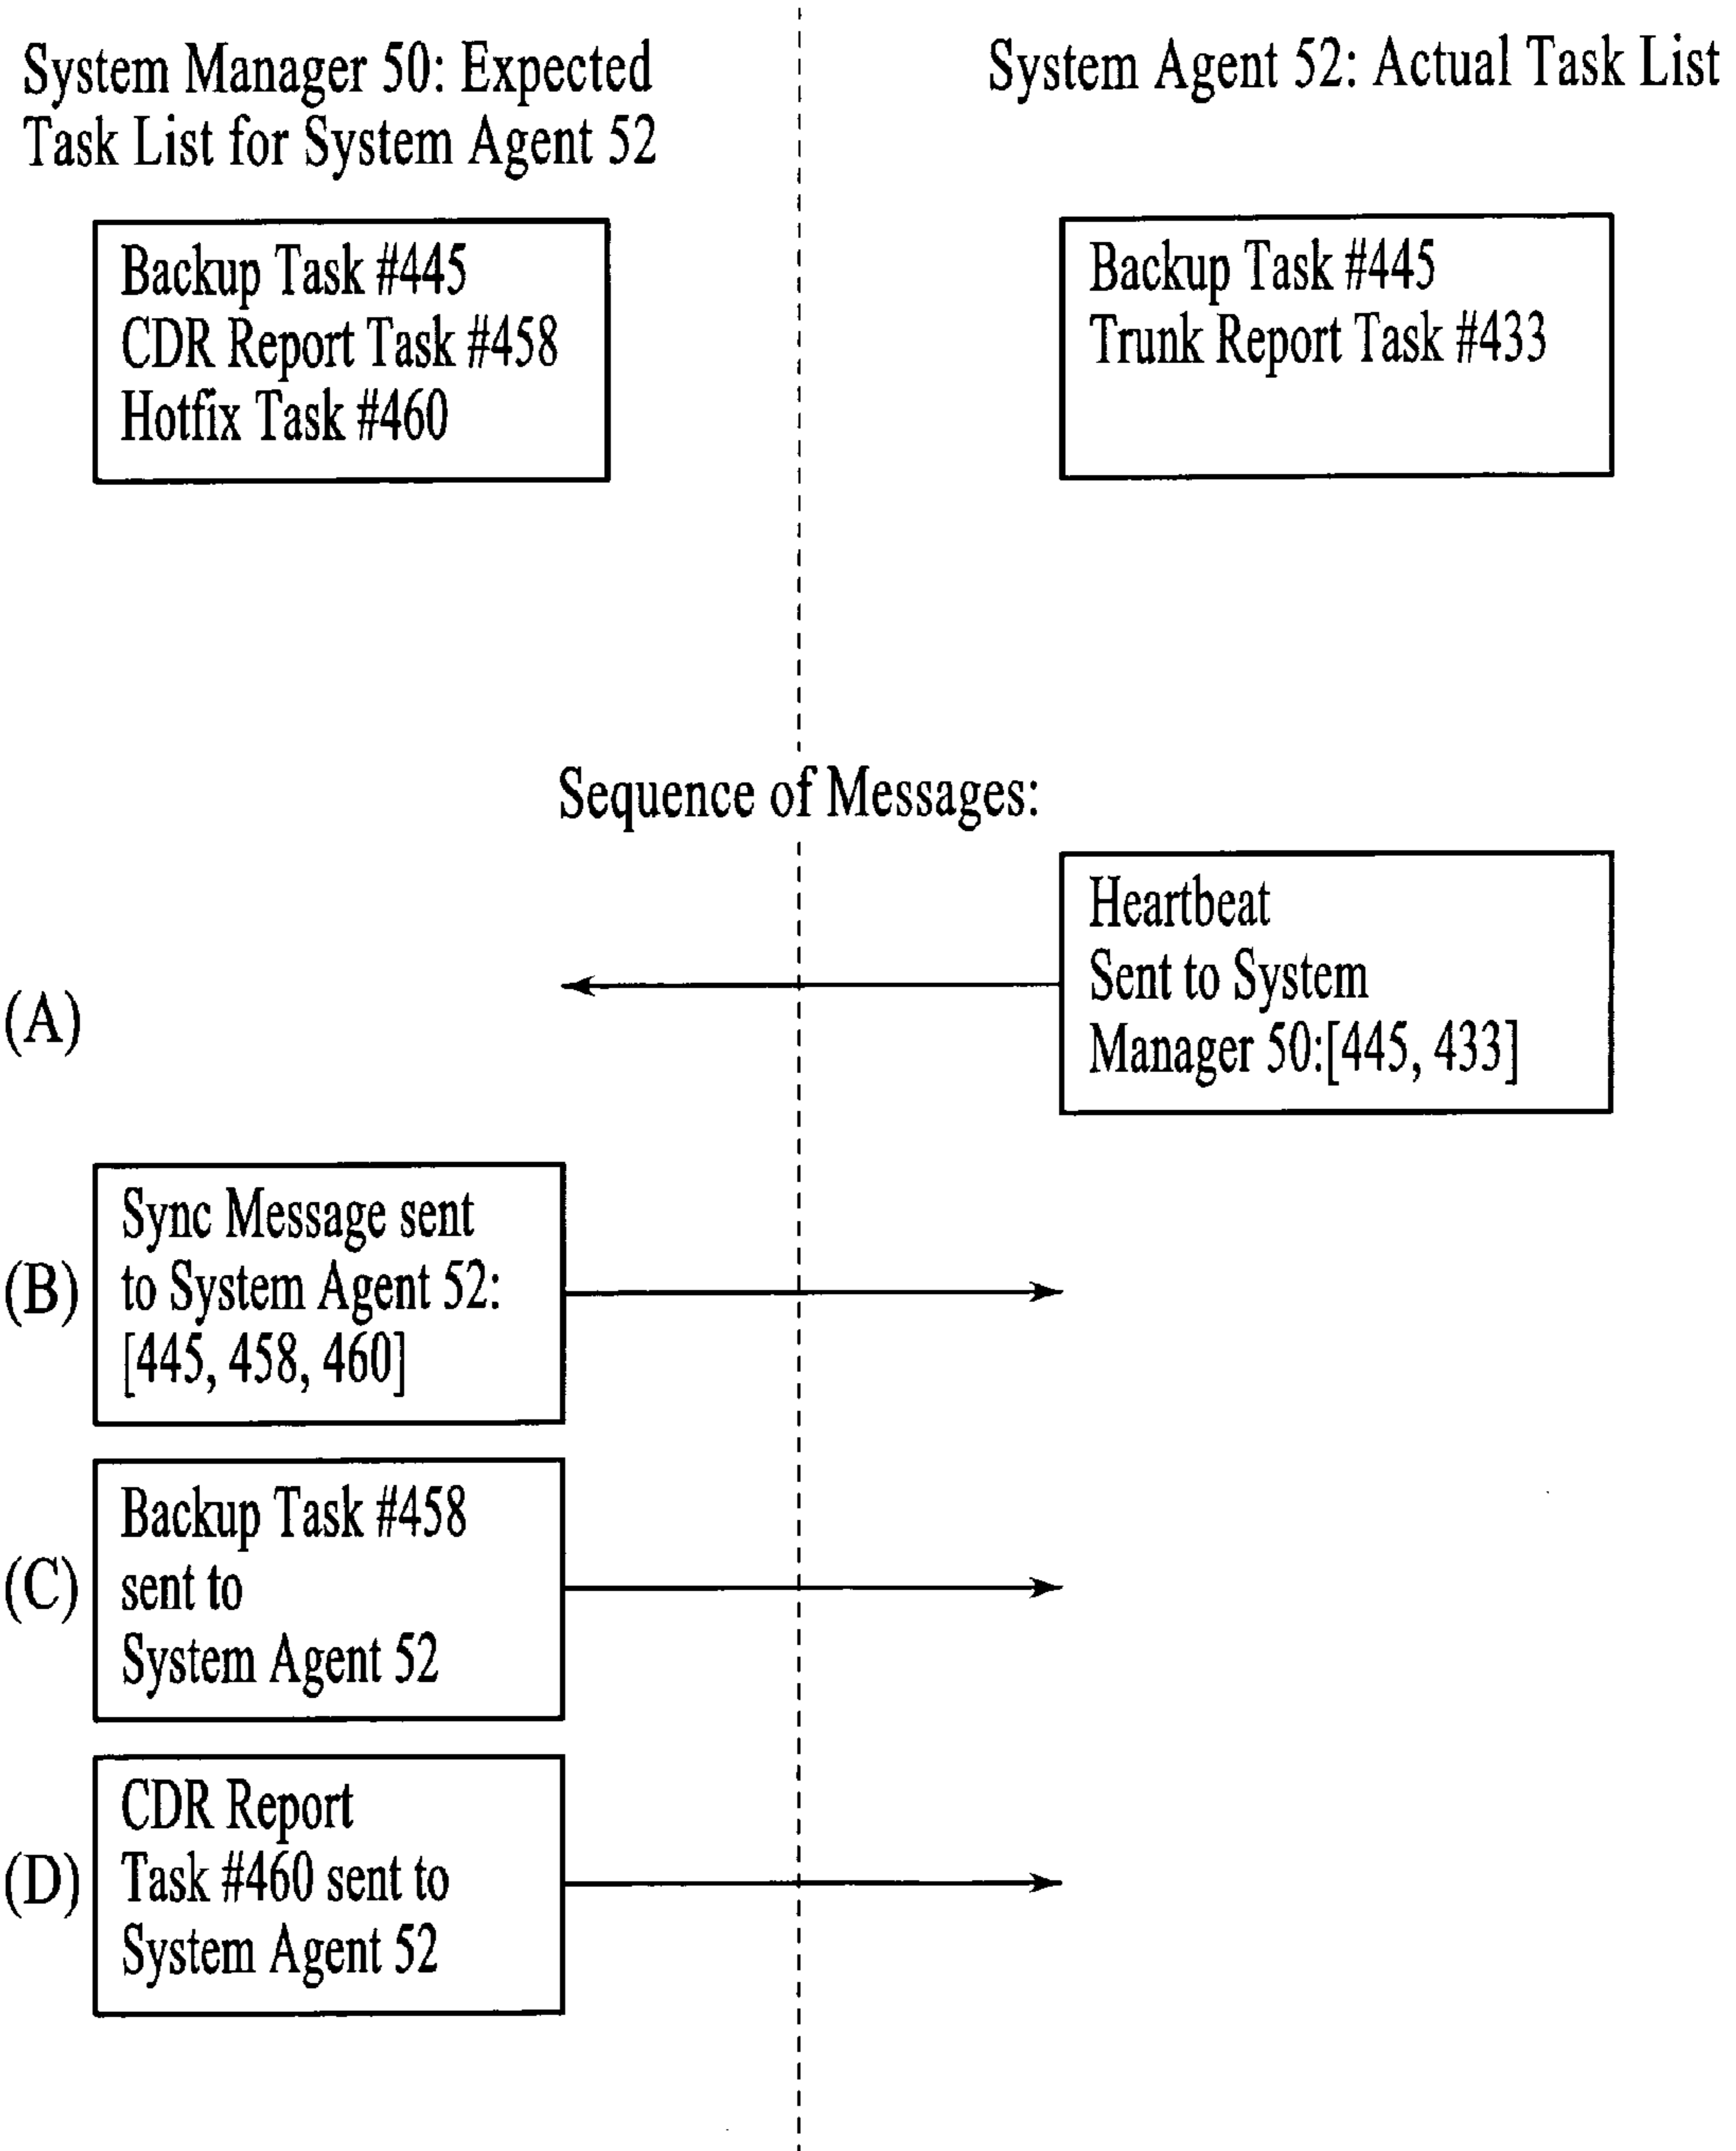 System Manager 50: Expected
Task List for System Agent 52
System Agent 52: Actual Task List
Backup Task #445
CDR Report Task #458
Hotfix Task #460
Backup Task #445
Trunk Report Task #433
Sequence of Messages:
(A)
Heartbeat
Sent to System
Manager 50:[445, 433]
(B)
Sync Message sent
to System Agent 52:
[445, 458, 460]
(C)
Backup Task #458
sent to
System Agent 52
(D)
CDR Report
Task #460 sent to
System Agent 52